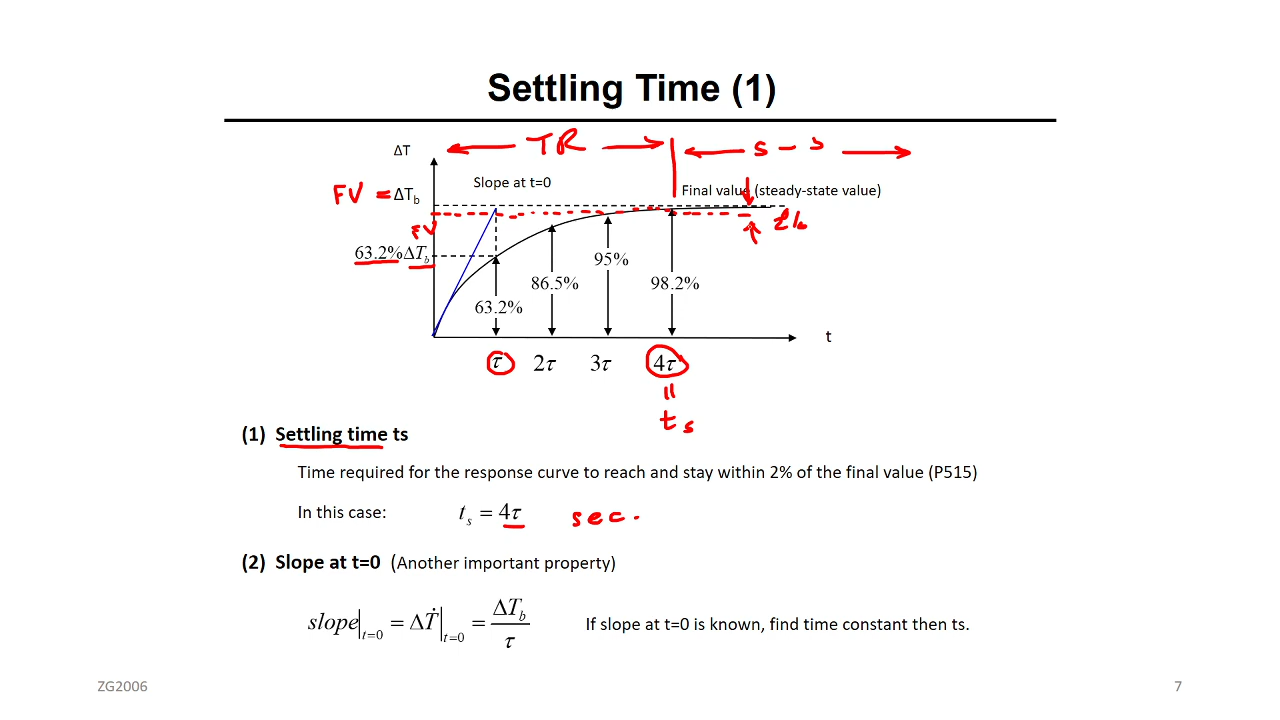 Settling Time (1)
TR
s - s
ΔT
Slope at t=0
FV = ΔT_b
Final value (steady-state value)
2%
FV
63.2%ΔT_b
95%
86.5%
98.2%
63.2%
t
τ 2τ 3τ 4τ
=
t s
(1) Settling time ts
Time required for the response curve to reach and stay within 2% of the final value (P515)
In this case: t_s = 4τ sec.
(2) Slope at t=0 (Another important property)
slope|_{t=0} = ΔṪ|_{t=0} = ΔT_b / τ If slope at t=0 is known, find time constant then ts.
ZG2006 7